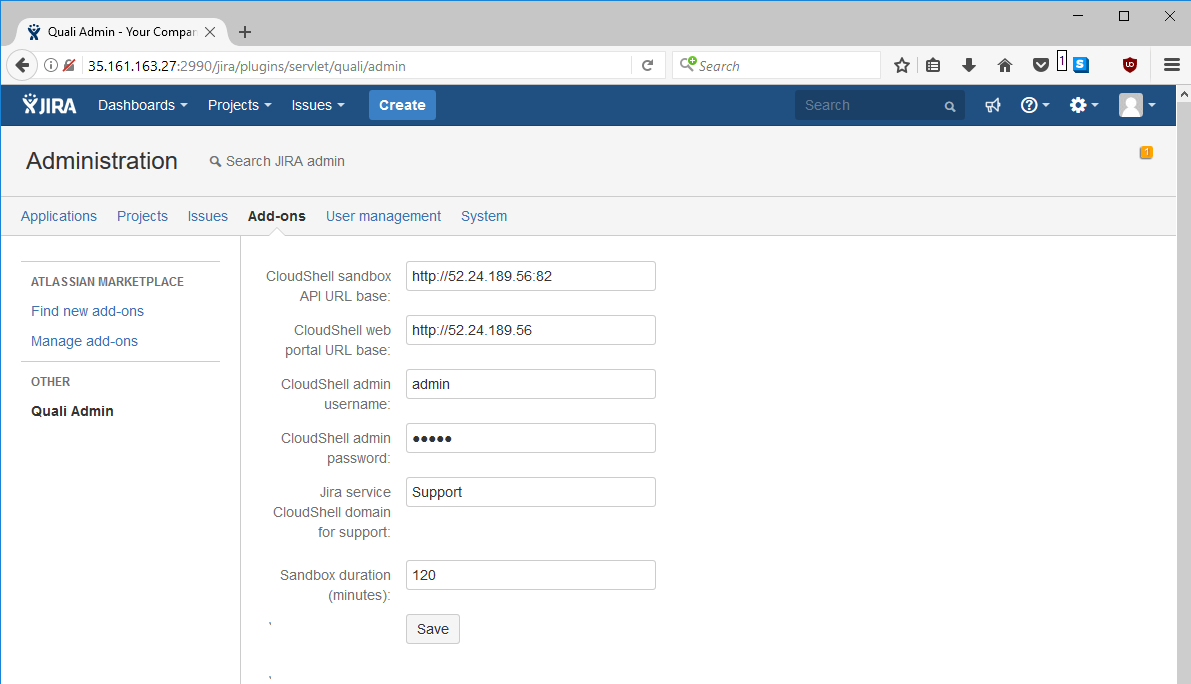 Quali Admin - Your Compan
35.161.163.27:2990/jira/plugins/servlet/quali/admin
Search
1
S
JIRA
Dashboards
Projects
Issues
Create
Search
Administration
Search JIRA admin
1
Applications
Projects
Issues
Add-ons
User management
System
ATLASSIAN MARKETPLACE
Find new add-ons
Manage add-ons
OTHER
Quali Admin
CloudShell sandbox
API URL base:
http://52.24.189.56:82
CloudShell web
portal URL base:
http://52.24.189.56
CloudShell admin
username:
admin
CloudShell admin
password:
●●●●●
Jira service
CloudShell domain
for support:
Support
Sandbox duration
(minutes):
120
Save